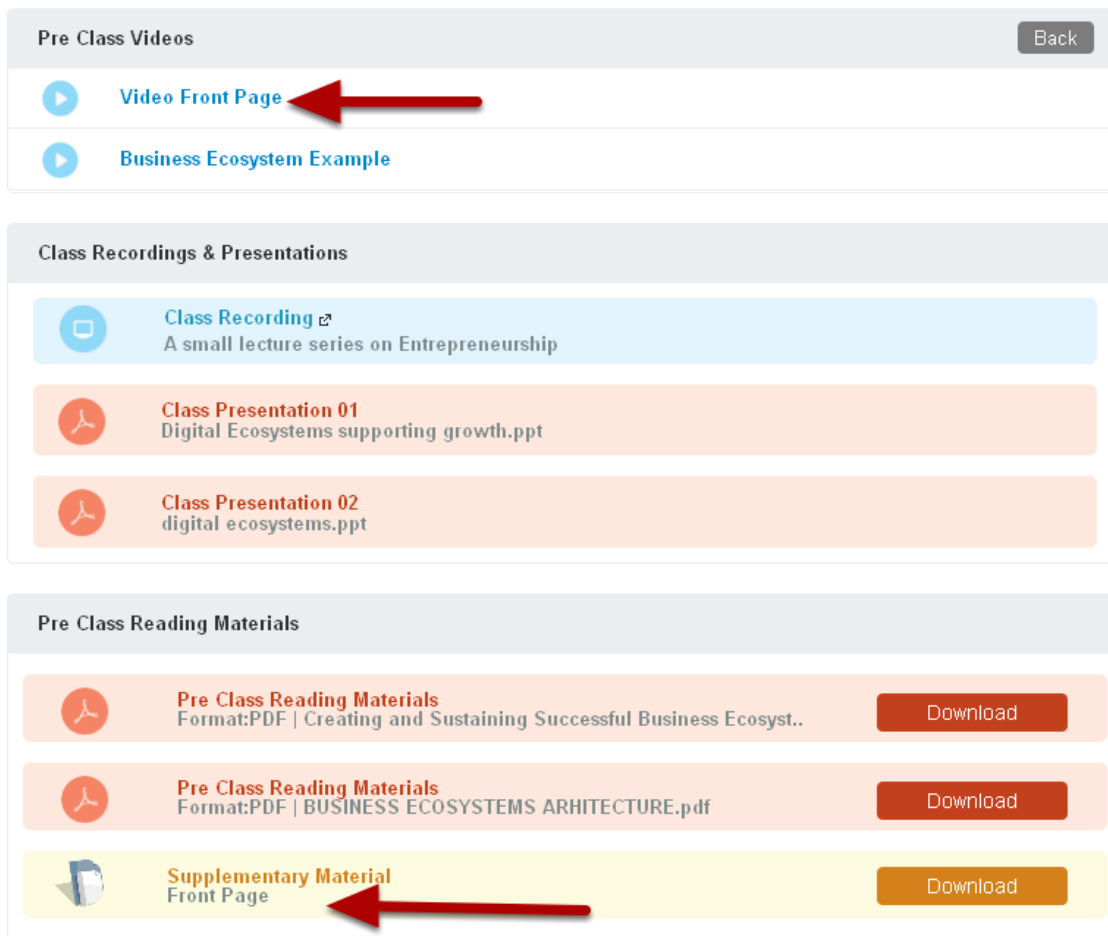 Pre Class Videos
Back
Video Front Page
Business Ecosystem Example
Class Recordings & Presentations
Class Recording
A small lecture series on Entrepreneurship
Class Presentation 01
Digital Ecosystems supporting growth.ppt
Class Presentation 02
digital ecosystems.ppt
Pre Class Reading Materials
Pre Class Reading Materials
Format:PDF | Creating and Sustaining Successful Business Ecosyst..
Download
Pre Class Reading Materials
Format:PDF | BUSINESS ECOSYSTEMS ARHITECTURE.pdf
Download
Supplementary Material
Front Page
Download